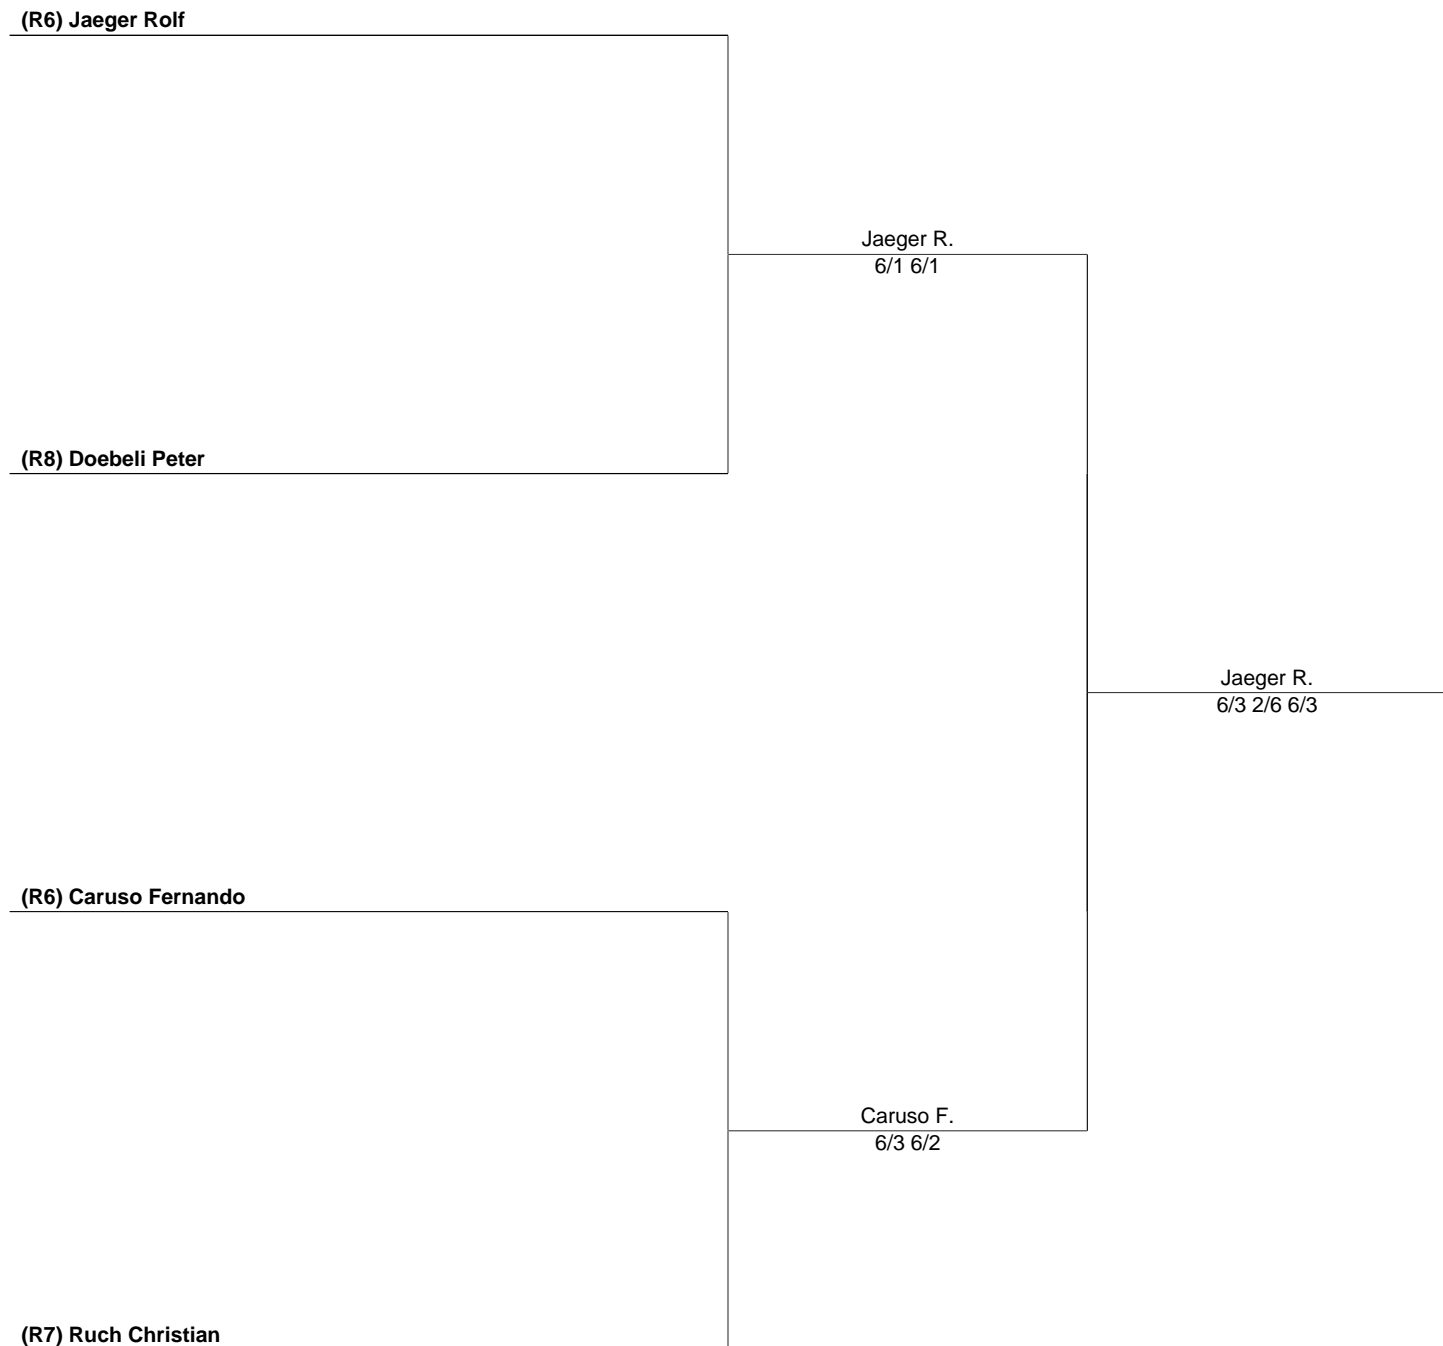 (R6) Jaeger Rolf
Jaeger R.
6/1 6/1
(R8) Doebeli Peter
Jaeger R.
6/3 2/6 6/3
(R6) Caruso Fernando
Caruso F.
6/3 6/2
(R7) Ruch Christian